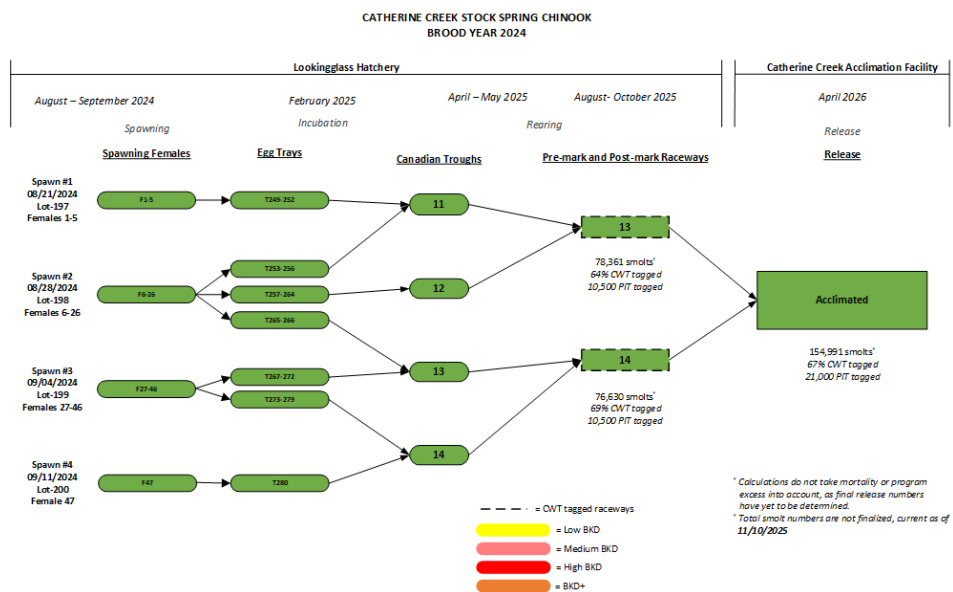 CATHERINE CREEK STOCK SPRING CHINOOK
BROOD YEAR 2024
Lookingglass Hatchery
Catherine Creek Acclimation Facility
August – September 2024
February 2025
April – May 2025
August- October 2025
April 2026
Spawning
Incubation
Rearing
Release
Spawning Females
Egg Trays
Canadian Troughs
Pre-mark and Post-mark Raceways
Release
Spawn #1
08/21/2024
Lot-197
Females 1-5
F1-5
T249-252
11
13
78,361 smolts*
64% CWT tagged
10,500 PIT tagged
Spawn #2
08/28/2024
Lot-198
Females 6-26
F6-26
T253-256
T257-264
T265-266
12
Acclimated
154,991 smolts*
67% CWT tagged
21,000 PIT tagged
Spawn #3
09/04/2024
Lot-199
Females 27-46
F27-46
T267-272
T273-279
13
14
76,630 smolts*
69% CWT tagged
10,500 PIT tagged
Spawn #4
09/11/2024
Lot-200
Female 47
F47
T280
14
* Calculations do not take mortality or program
excess into account, as final release numbers
have yet to be determined.
* Total smolt numbers are not finalized, current as of
11/10/2025
= CWT tagged raceways
= Low BKD
= Medium BKD
= High BKD
= BKD+